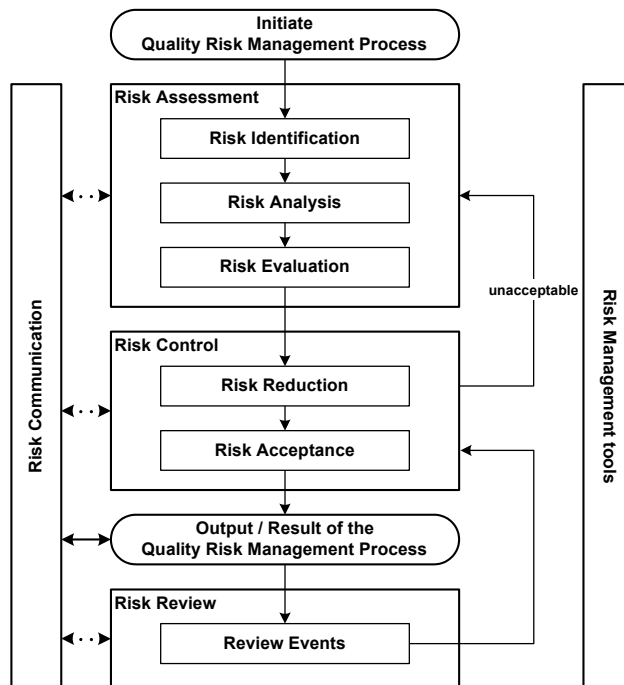 Initiate
Quality Risk Management Process
Risk Assessment
Risk Identification
Risk Analysis
Risk Evaluation
unacceptable
Risk Communication
Risk Management tools
Risk Control
Risk Reduction
Risk Acceptance
Output / Result of the
Quality Risk Management Process
Risk Review
Review Events